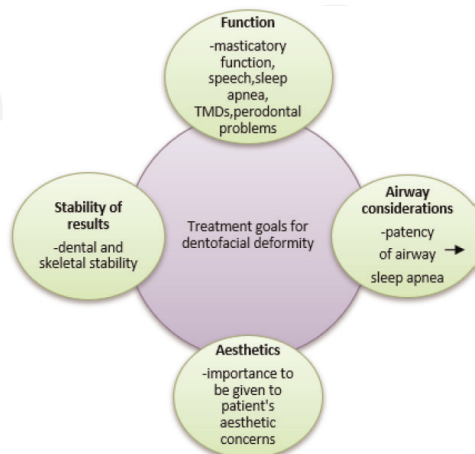 Function
-masticatory
function,
speech,sleep
apnea,
TMDs,perodontal
problems
Stability of
results
-dental and
skeletal stability
Treatment goals for
dentofacial deformity
Airway
considerations
-patency
of airway →
sleep apnea
Aesthetics
-importance to
be given to
patient's
aesthetic
concerns